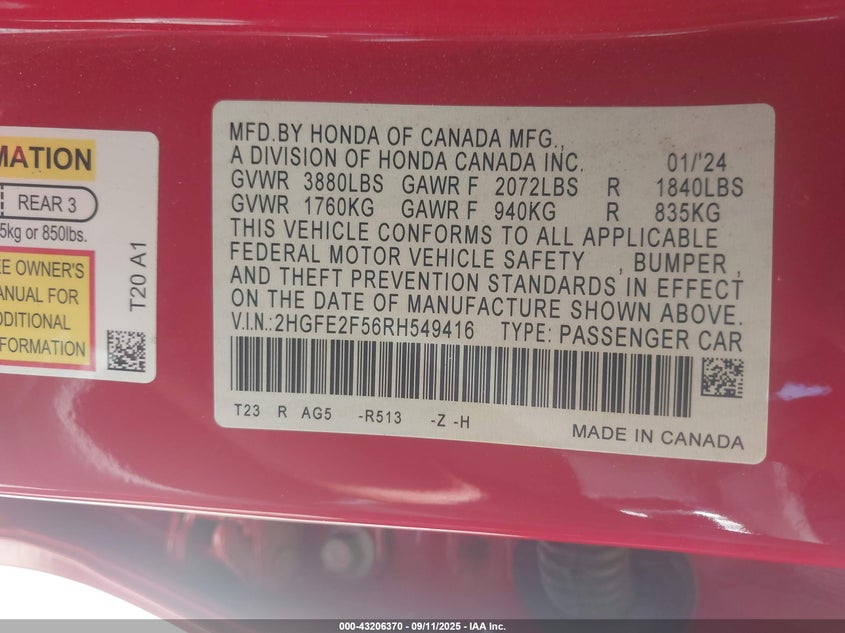 MATION
REAR 3
5kg or 850lbs.
EE OWNER'S
ANUAL FOR
DDITIONAL
FORMATION
T20 A1
MFD.BY HONDA OF CANADA MFG.,
A DIVISION OF HONDA CANADA INC. 01/'24
GVWR 3880LBS GAWR F 2072LBS R 1840LBS
GVWR 1760KG GAWR F 940KG R 835KG
THIS VEHICLE CONFORMS TO ALL APPLICABLE
FEDERAL MOTOR VEHICLE SAFETY , BUMPER ,
AND THEFT PREVENTION STANDARDS IN EFFECT
ON THE DATE OF MANUFACTURE SHOWN ABOVE.
V.I.N.:2HGFE2F56RH549416 TYPE: PASSENGER CAR
T23 R AG5 -R513 -Z -H
MADE IN CANADA
000-43206370 - 09/11/2025 - IAA Inc.